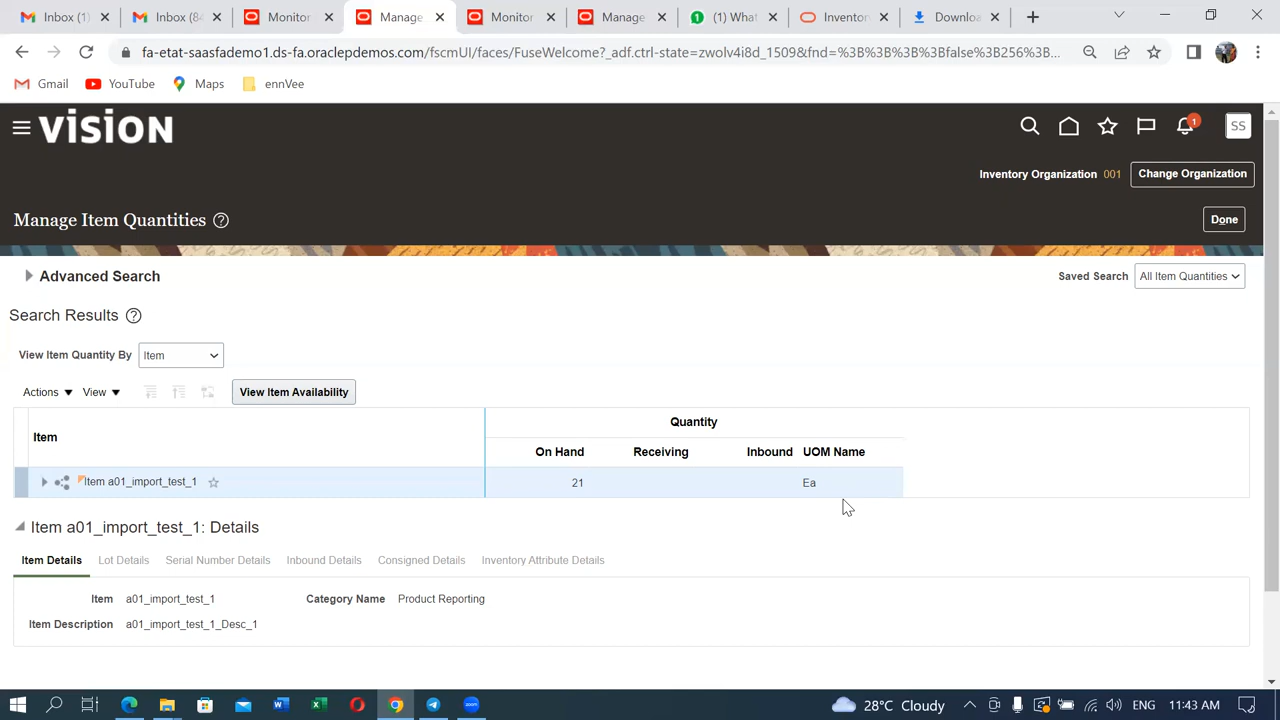 Inbox (1)
Inbox (84
Monitor
Manage
Monitor
Manage
(1) What
Inventor
Downloa
fa-etat-saasfademo1.ds-fa.oraclepdemos.com/fscmUI/faces/FuseWelcome?_adf.ctrl-state=zwolv4i8d_1509&fnd=%3B%3B%3B%3Bfalse%3B256%3B...
Gmail YouTube Maps ennVee
vision
1
SS
Inventory Organization 001 Change Organization
Manage Item Quantities
Done
Advanced Search
Saved Search All Item Quantities
Search Results
View Item Quantity By Item
Actions View View Item Availability
Quantity
Item
On Hand Receiving Inbound UOM Name
Item a01_import_test_1 21 Ea
Item a01_import_test_1: Details
Item Details Lot Details Serial Number Details Inbound Details Consigned Details Inventory Attribute Details
Item a01_import_test_1 Category Name Product Reporting
Item Description a01_import_test_1_Desc_1
28°C Cloudy ENG 11:43 AM